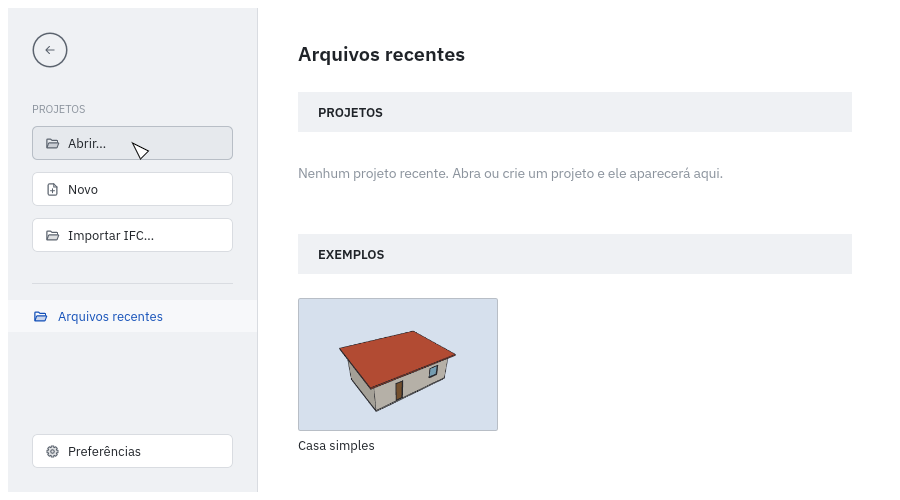 PROJETOS
Abrir...
Novo
Importar IFC...
Arquivos recentes
Preferências
Arquivos recentes
PROJETOS
Nenhum projeto recente. Abra ou crie um projeto e ele aparecerá aqui.
EXEMPLOS
Casa simples